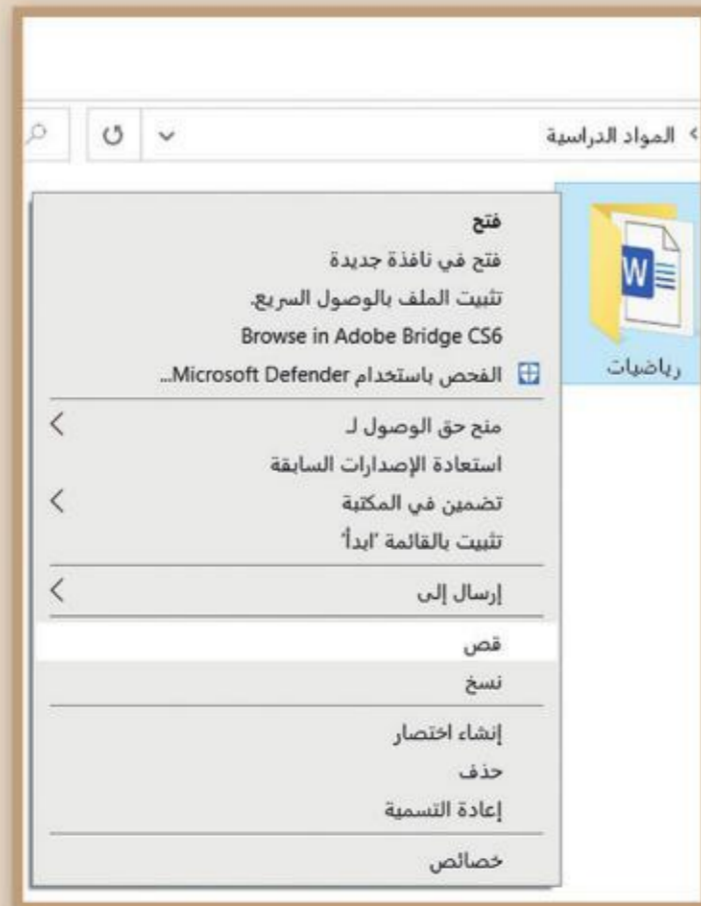 المواد الدراسية
رياضيات
W
فتح
فتح في نافذة جديدة
تثبيت الملف بالوصول السريع.
Browse in Adobe Bridge CS6
الفحص باستخدام Microsoft Defender...
منح حق الوصول لـ
استعادة الإصدارات السابقة
تضمين في المكتبة
تثبيت بالقائمة 'ابدأ'
إرسال إلى
قص
نسخ
إنشاء اختصار
حذف
إعادة التسمية
خصائص